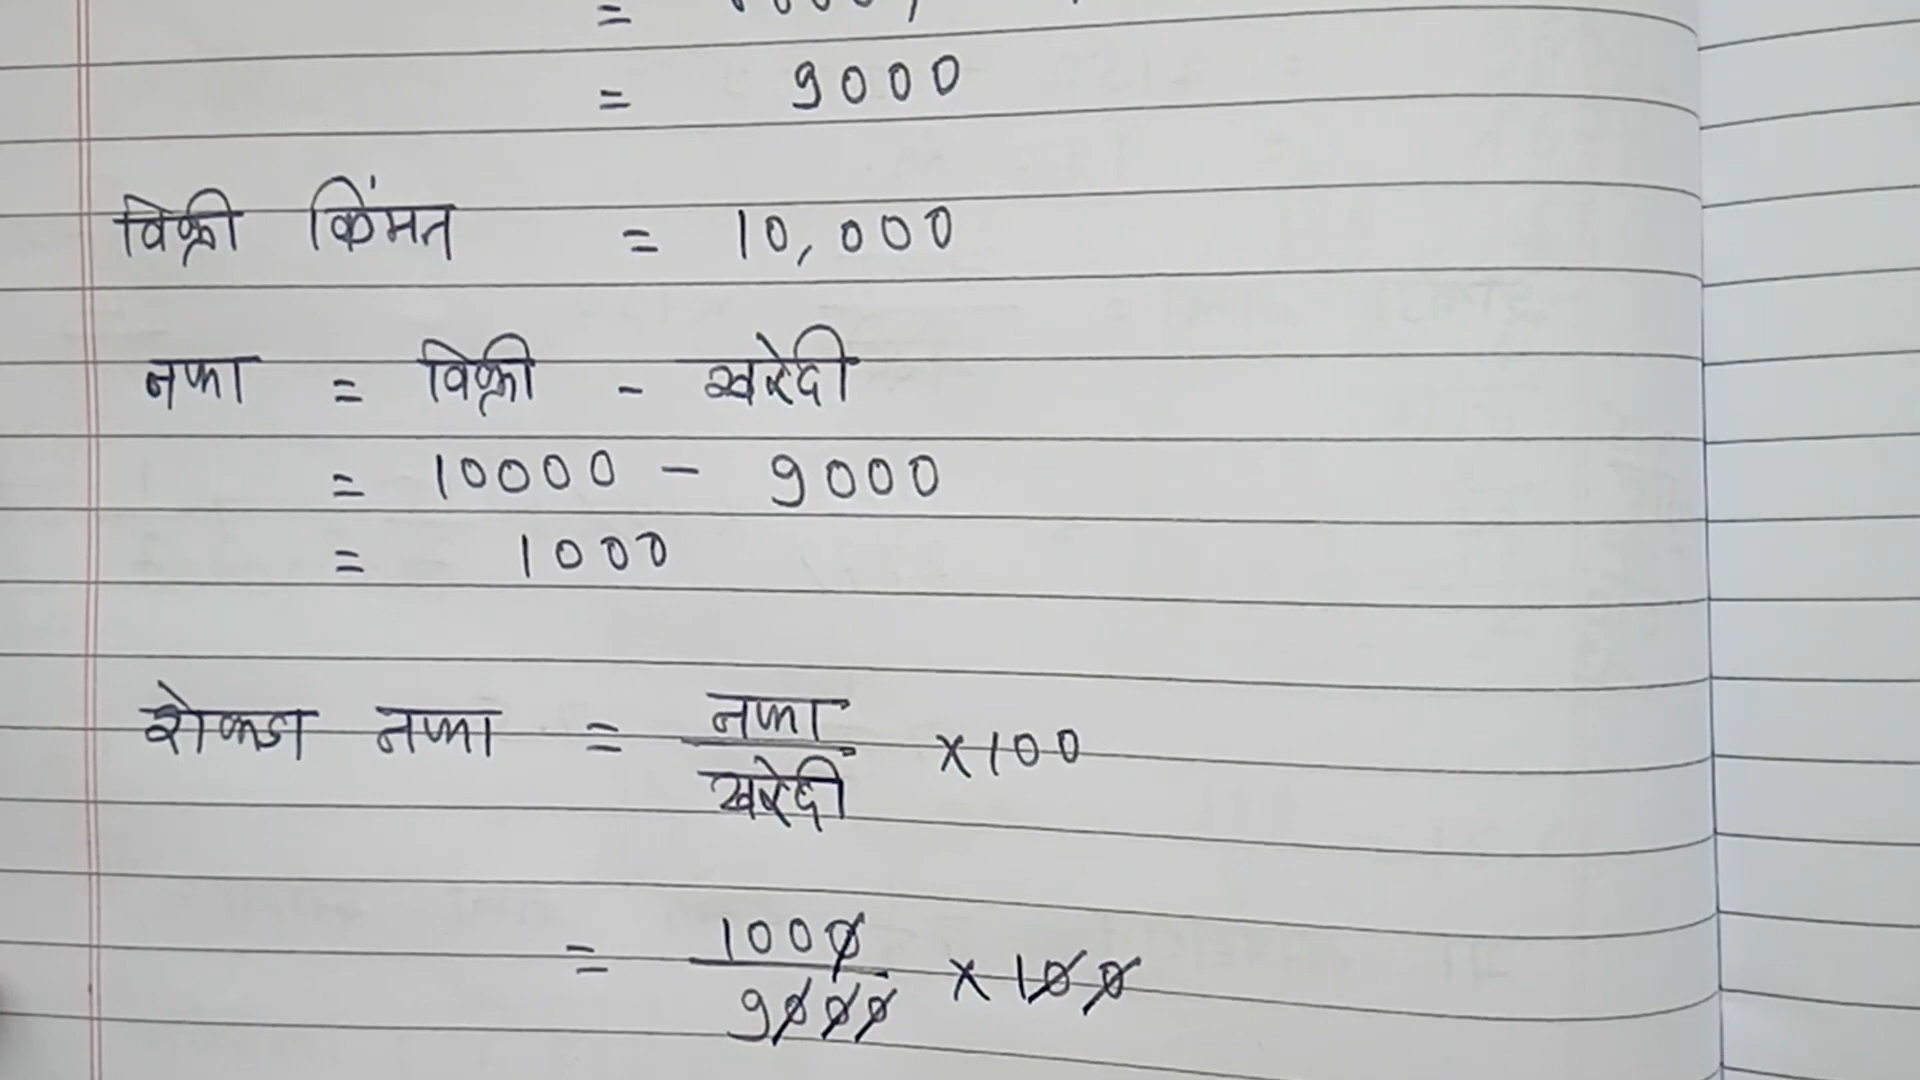 =
= 9000
विक्री किंमत = 10,000
नफा = विक्री - खरेदी
= 10000 - 9000
= 1000
शेकडा नफा = नफा / खरेदी ×100
= 1000 / 9000 × 100